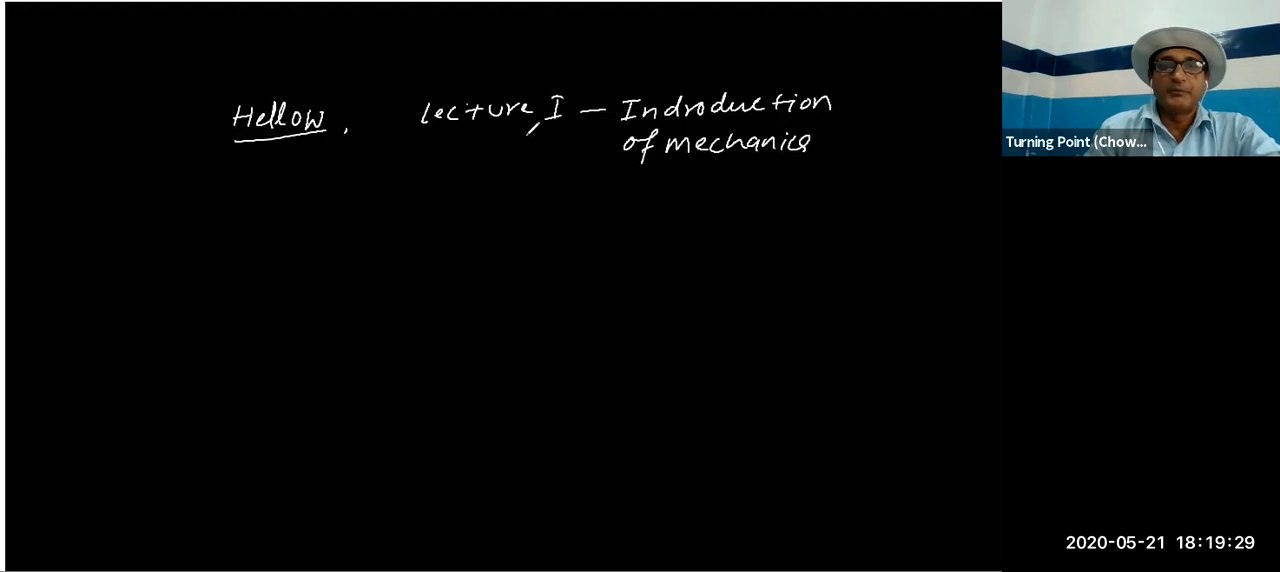 Hellow, lecture, I — Indroduction
of mechanics
Turning Point (Chow...
2020-05-21 18:19:29